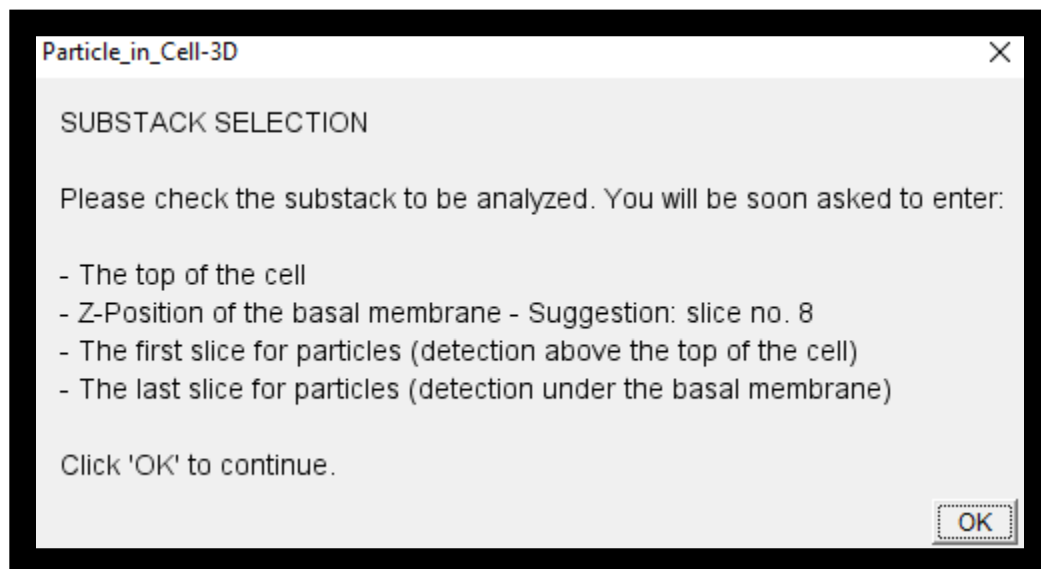 Particle_in_Cell-3D
SUBSTACK SELECTION
Please check the substack to be analyzed. You will be soon asked to enter:
- The top of the cell
- Z-Position of the basal membrane - Suggestion: slice no. 8
- The first slice for particles (detection above the top of the cell)
- The last slice for particles (detection under the basal membrane)
Click 'OK' to continue.
OK